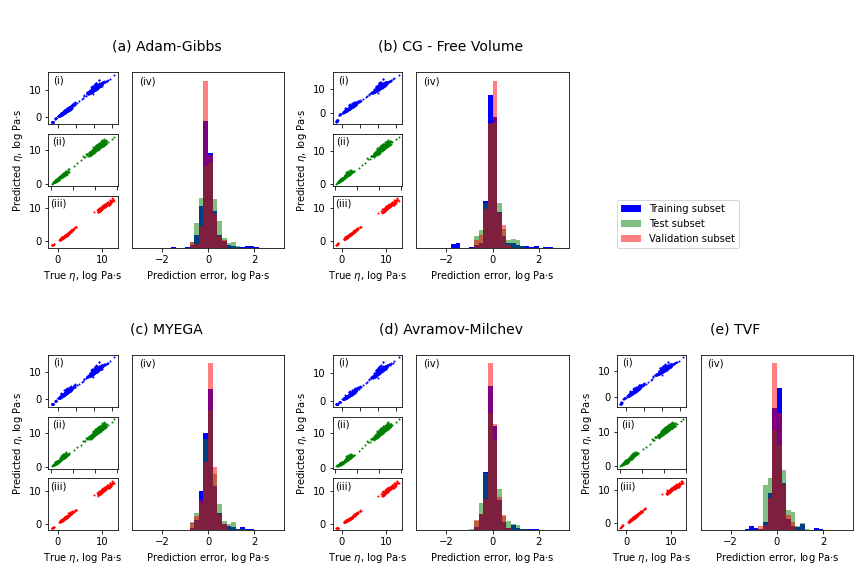 (a) Adam-Gibbs
(b) CG - Free Volume
Predicted η, log Pa·s
(i)
10
0
(ii)
10
0
(iii)
10
0
0
10
True η, log Pa·s
(iv)
−2
0
2
Prediction error, log Pa·s
Predicted η, log Pa·s
(i)
10
0
(ii)
10
0
(iii)
10
0
0
10
True η, log Pa·s
(iv)
−2
0
2
Prediction error, log Pa·s
Training subset
Test subset
Validation subset
(c) MYEGA
(d) Avramov-Milchev
(e) TVF
Predicted η, log Pa·s
(i)
10
0
(ii)
10
0
(iii)
10
0
0
10
True η, log Pa·s
(iv)
−2
0
2
Prediction error, log Pa·s
Predicted η, log Pa·s
(i)
10
0
(ii)
10
0
(iii)
10
0
0
10
True η, log Pa·s
(iv)
−2
0
2
Prediction error, log Pa·s
Predicted η, log Pa·s
(i)
10
0
(ii)
10
0
(iii)
10
0
0
10
True η, log Pa·s
(iv)
−2
0
2
Prediction error, log Pa·s